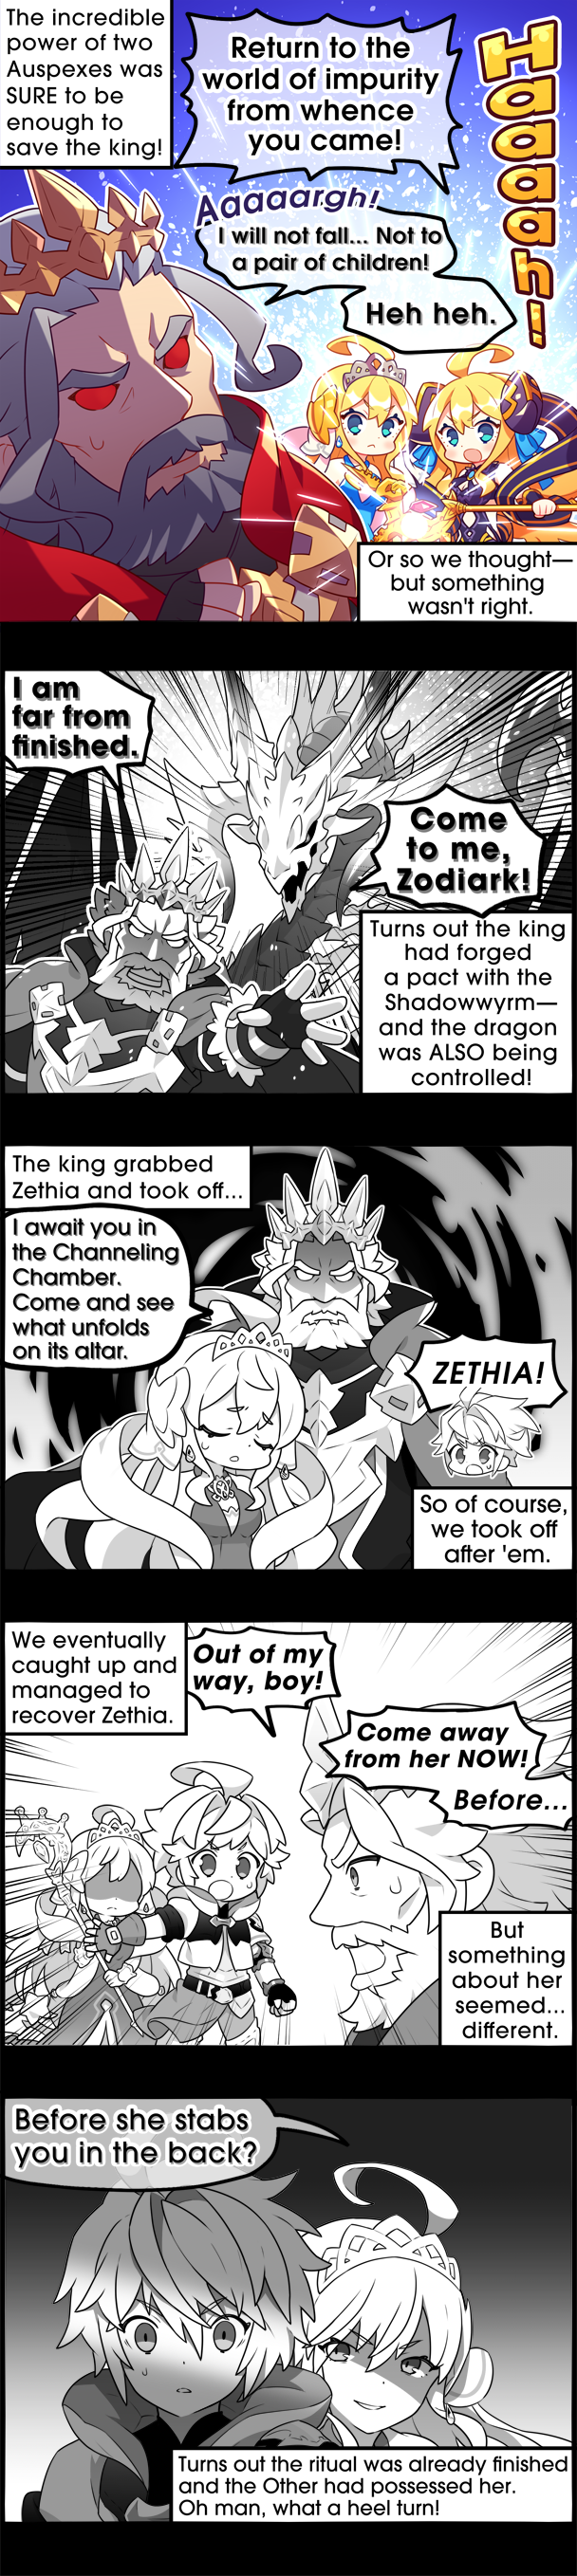 The incredible
power of two
Auspexes was
SURE to be
enough to
save the king!
Return to the
world of impurity
from whence
you came!
Haaaah!
Aaaaargh!
I will not fall... Not to
a pair of children!
Heh heh.
Or so we thought—
but something
wasn't right.
I am
far from
finished.
Come
to me,
Zodiark!
Turns out the king
had forged
a pact with the
Shadowwyrm—
and the dragon
was ALSO being
controlled!
The king grabbed
Zethia and took off...
I await you in
the Channeling
Chamber.
Come and see
what unfolds
on its altar.
ZETHIA!
So of course,
we took off
after 'em.
We eventually
caught up and
managed to
recover Zethia.
Out of my
way, boy!
Come away
from her NOW!
Before...
But
something
about her
seemed...
different.
Before she stabs
you in the back?
Turns out the ritual was already finished
and the Other had possessed her.
Oh man, what a heel turn!